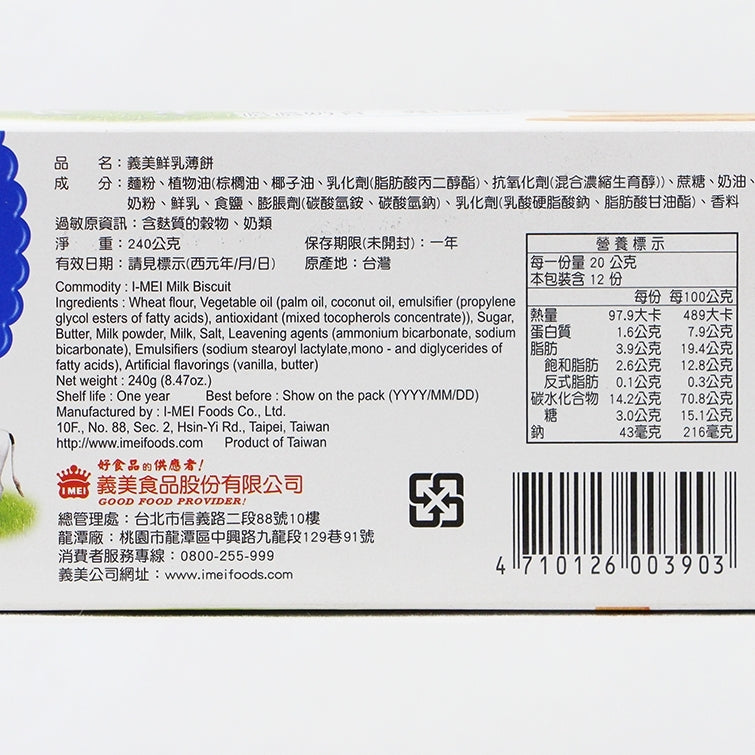 品 名：義美鮮乳薄餅
成 分：麵粉、植物油(棕櫚油、椰子油、乳化劑(脂肪酸丙二醇酯)、抗氧化劑(混合濃縮生育醇))、蔗糖、奶油、
奶粉、鮮乳、食鹽、膨脹劑(碳酸氫銨、碳酸氫鈉)、乳化劑(乳酸硬脂酸鈉、脂肪酸甘油酯)、香料
過敏原資訊：含麩質的穀物、奶類
淨 重：240公克 保存期限(未開封)：一年
有效日期：請見標示(西元年/月/日) 原產地：台灣
Commodity : I-MEI Milk Biscuit
Ingredients : Wheat flour, Vegetable oil (palm oil, coconut oil, emulsifier (propylene
glycol esters of fatty acids), antioxidant (mixed tocopherols concentrate)), Sugar,
Butter, Milk powder, Milk, Salt, Leavening agents (ammonium bicarbonate, sodium
bicarbonate), Emulsifiers (sodium stearoyl lactylate,mono - and diglycerides of
fatty acids), Artificial flavorings (vanilla, butter)
Net weight : 240g (8.47oz.)
Shelf life : One year Best before : Show on the pack (YYYY/MM/DD)
Manufactured by : I-MEI Foods Co., Ltd.
10F., No. 88, Sec. 2, Hsin-Yi Rd., Taipei, Taiwan
http://www.imeifoods.com Product of Taiwan
營養標示
每一份量 20 公克
本包裝含 12 份
每份 每100公克
熱量 97.9大卡 489大卡
蛋白質 1.6公克 7.9公克
脂肪 3.9公克 19.4公克
飽和脂肪 2.6公克 12.8公克
反式脂肪 0.1公克 0.3公克
碳水化合物 14.2公克 70.8公克
糖 3.0公克 15.1公克
鈉 43毫克 216毫克
好食品的供應者!
I MEI 義美食品股份有限公司
GOOD FOOD PROVIDER!
總管理處：台北市信義路二段88號10樓
龍潭廠：桃園市龍潭區中興路九龍段129巷91號
消費者服務專線：0800-255-999
義美公司網址：www.imeifoods.com
4 710126 003903